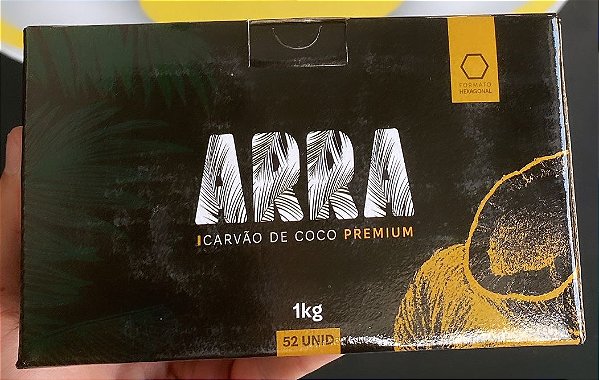 FORMATO
HEXAGONAL
ARRA
CARVÃO DE COCO PREMIUM
1kg
52 UNID